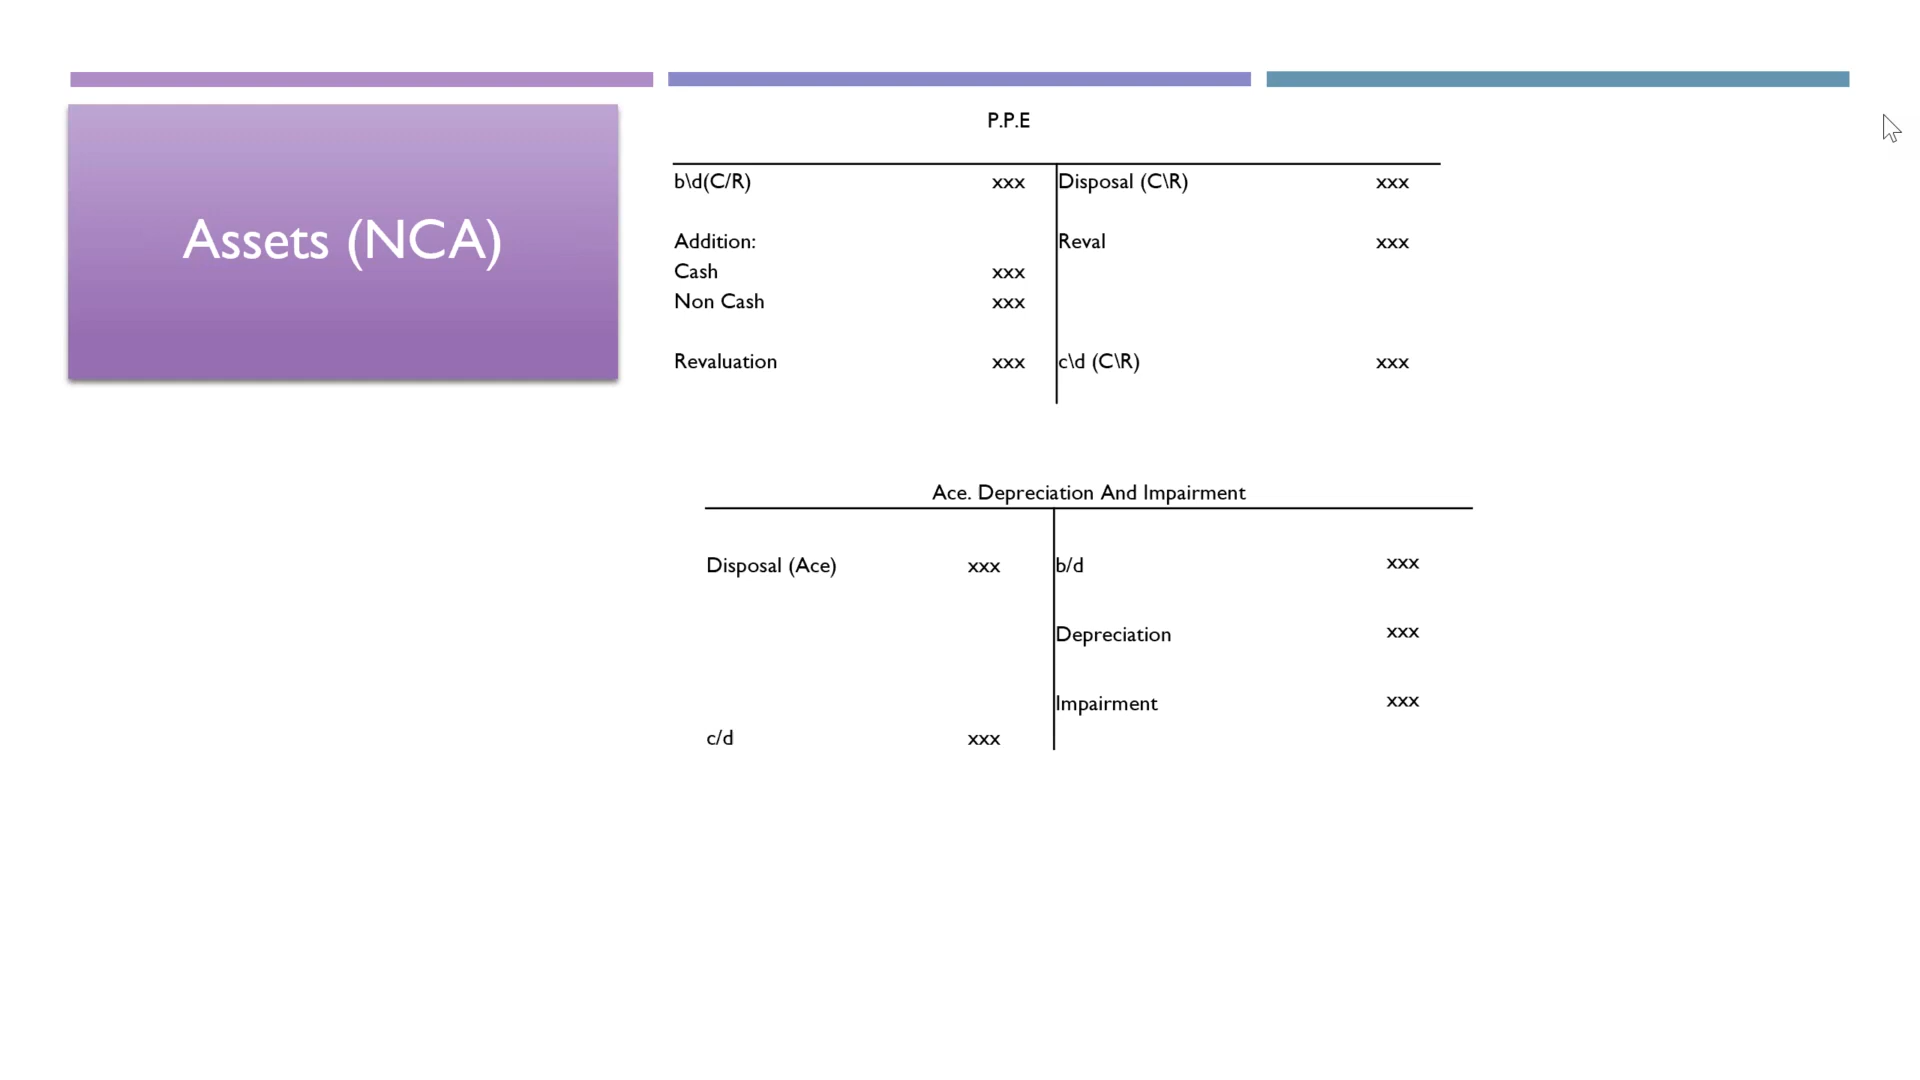 Assets (NCA)
P.P.E
b\d(C/R) xxx Disposal (C\R) xxx
Addition: Reval xxx
Cash xxx
Non Cash xxx
Revaluation xxx c\d (C\R) xxx
Ace. Depreciation And Impairment
Disposal (Ace) xxx b/d xxx
Depreciation xxx
Impairment xxx
c/d xxx